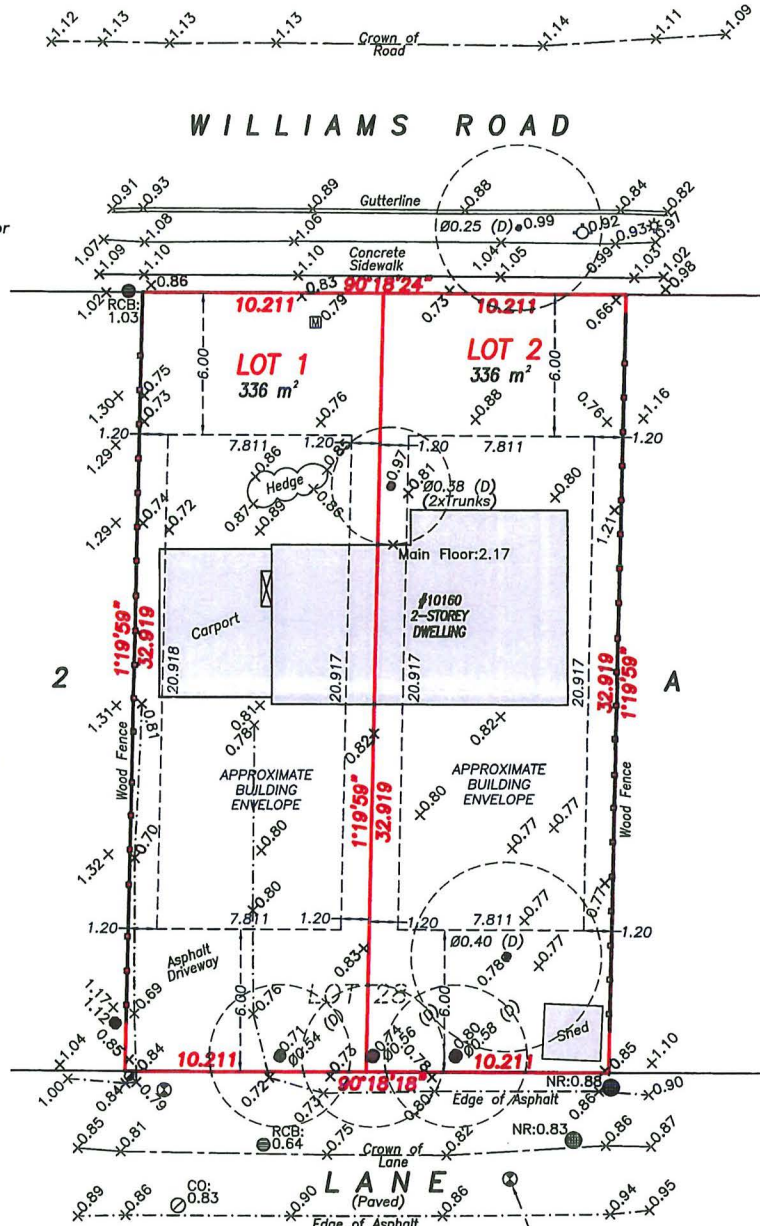 1.12 1.13 1.13 1.13 1.14 1.11 1.09
Crown of
Road
WILLIAMS ROAD
0.91 0.93 0.89 0.88 0.84 0.82
Gutterline
or
Ø0.25 (D) 0.99 0.92 0.93 0.97
1.07 1.08 1.06 1.04 0.99
Concrete
Sidewalk
1.09 1.10 1.10 1.05 1.03 1.02
1.02 0.86 0.83 90°18'24" 0.98
RCB:
1.03
10.211 0.79 0.73 10.211 0.66
M
LOT 1
336 m²
LOT 2
336 m²
6.00 6.00
1.30 0.75 0.73 0.76 0.88 0.76 1.16
1.20 7.811 1.20 1.20 7.811 1.20
1.29 0.86 0.85 0.97 0.81 0.80
Hedge
Ø0.38 (D)
(2xTrunks)
0.87 0.89 0.86
1.29 0.74 0.72 1.21
Main Floor:2.17
#10160
2-STOREY
DWELLING
Carport
1°19'59"
32.919
20.918 20.917 20.917 20.917
32.919
1°19'59"
2
A
1.31 0.81 0.81 0.78 0.82 0.82
Wood Fence
APPROXIMATE
BUILDING
ENVELOPE
APPROXIMATE
BUILDING
ENVELOPE
Wood Fence
1°19'59"
32.919
0.80 0.77 0.77
1.32 0.70 0.80
0.80 0.77 0.77
1.20 7.811 1.20 1.20 7.811 1.20
Asphalt
Driveway
0.83 Ø0.40 (D) 0.78 0.77
1.17 0.69 0.76 6.00 LOT 28 6.00
1.12
0.71 Ø0.54 (D)
0.74 Ø0.56 (D)
0.80 Ø0.58 (D)
Shed
1.04 0.85 0.84 10.211 0.73 0.78 10.211 0.85 1.10
1.00 0.84 0.79 0.72 90°18'18" NR:0.88 0.90
0.73 0.80 Edge of Asphalt 0.86
0.85 0.81 RCB:
0.64
0.75 0.82 NR:0.83 0.86 0.87
Crown of
Lane
LANE
(Paved)
CO:
0.83
0.89 0.86 0.90 0.86 0.94 0.95
Edge of Asphalt